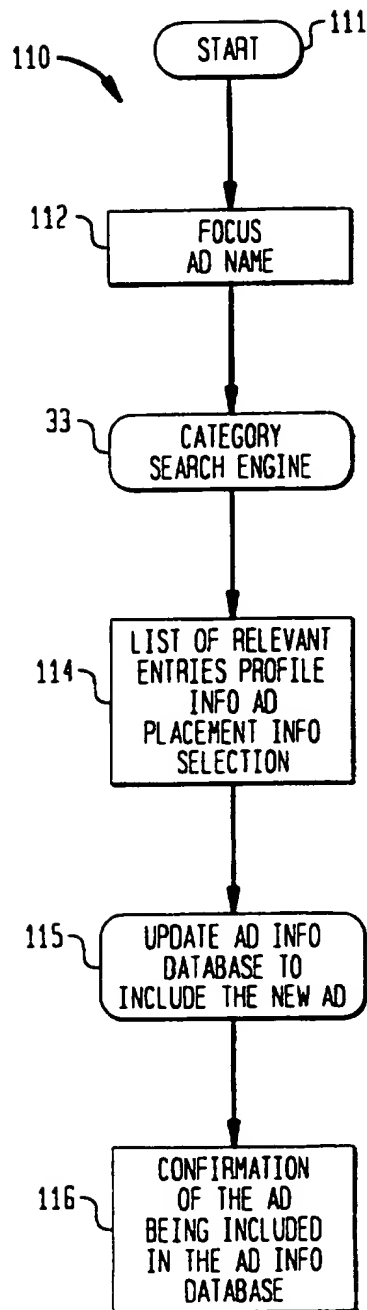 111
START
110
112
FOCUS
AD NAME
33
CATEGORY
SEARCH ENGINE
114
LIST OF RELEVANT
ENTRIES PROFILE
INFO AD
PLACEMENT INFO
SELECTION
115
UPDATE AD INFO
DATABASE TO
INCLUDE THE NEW AD
116
CONFIRMATION
OF THE AD
BEING INCLUDED
IN THE AD INFO
DATABASE